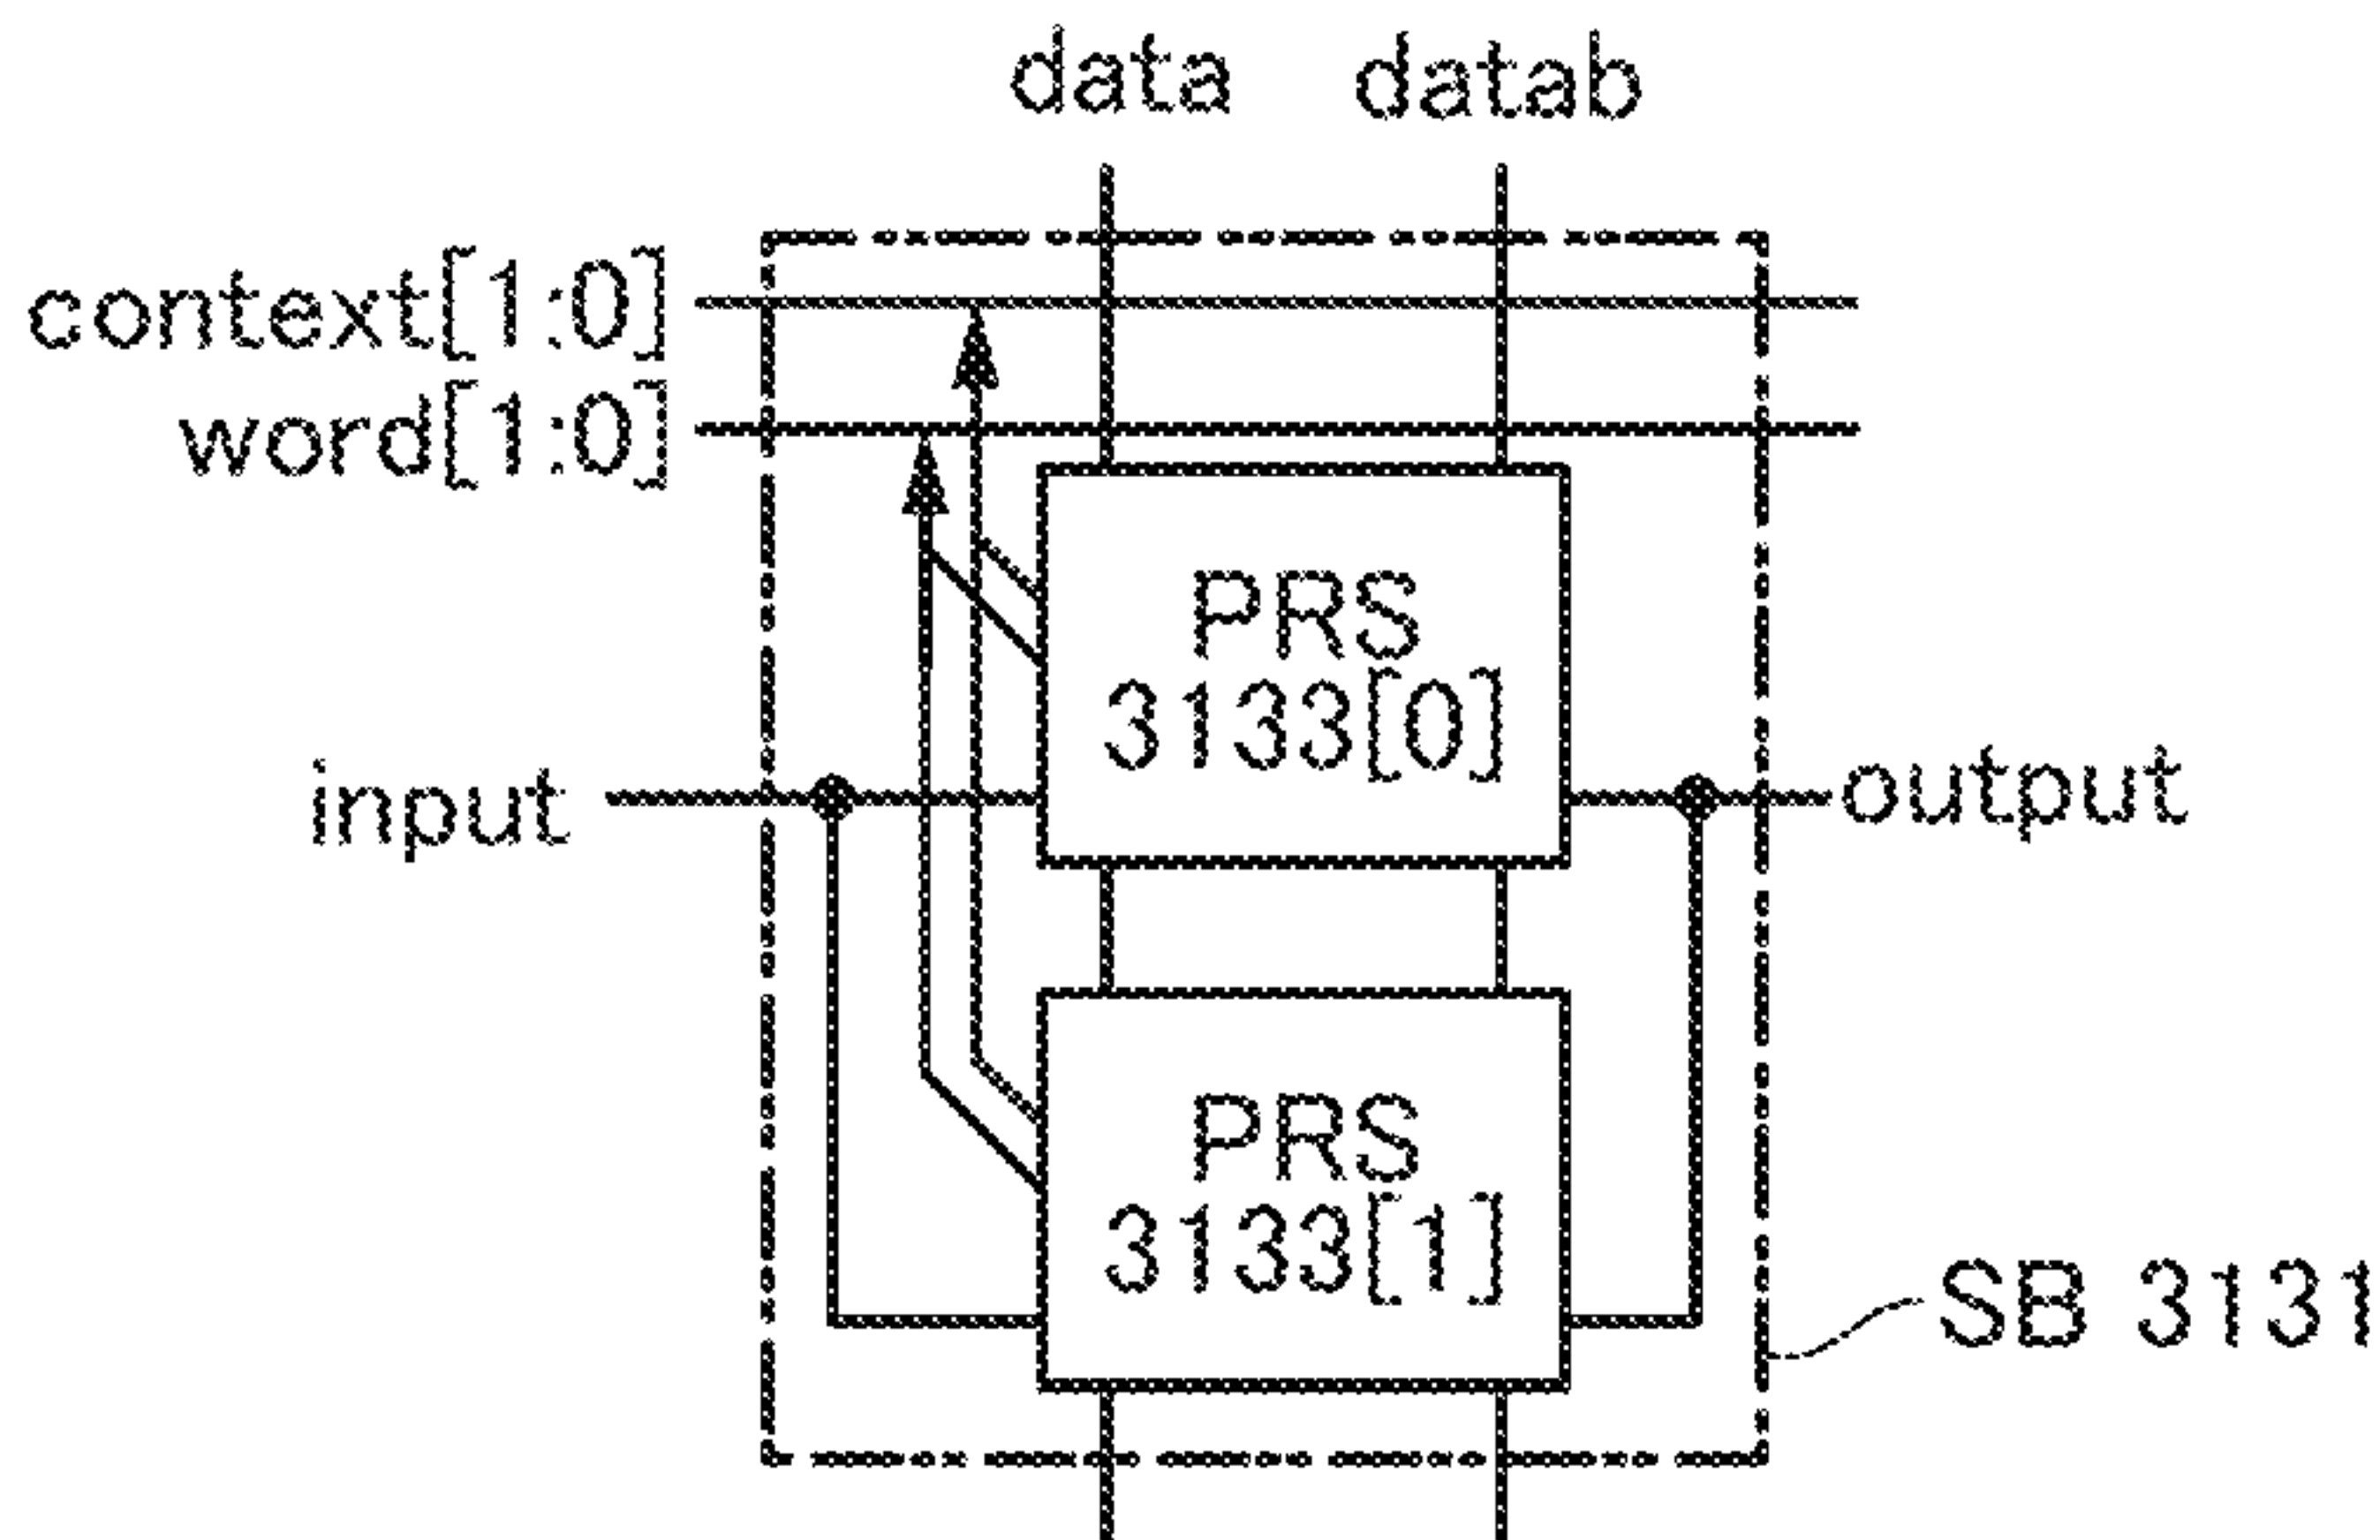 data datab
context[1:0]
word[1:0]
PRS
3133[0]
input
output
PRS
3133[1]
SB 3131